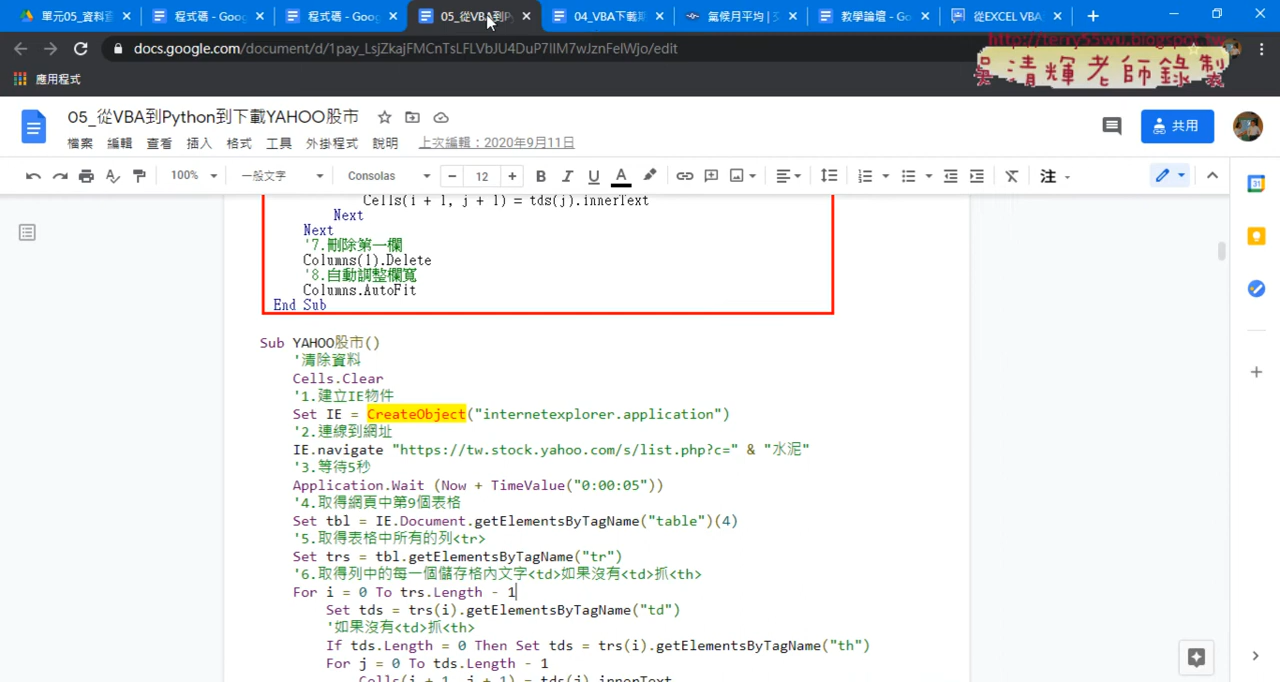 單元05_資料
程式碼 - Goo
程式碼 - Goo
05_從VBA到Py
04_VBA下載
氣候月平均 | 交
教學論壇 - Go
從EXCEL VBA
docs.google.com/document/d/1pay_LsjZkajFMCnTsLFLVbJU4DuP7IlM7wJznFelWjo/edit
http://terry55wu.blogspot.tw
吳清輝老師錄製
應用程式
05_從VBA到Python到下載YAHOO股市
檔案 編輯 查看 插入 格式 工具 外掛程式 說明 上次編輯:2020年9月11日
共用
100% 一般文字 Consolas 12 B I U A 注
31
Cells(i + 1, j + 1) = tds(j).innerText
Next
Next
'7.刪除第一欄
Columns(1).Delete
'8.自動調整欄寬
Columns.AutoFit
End Sub
Sub YAHOO股市()
'清除資料
Cells.Clear
'1.建立IE物件
Set IE = CreateObject("internetexplorer.application")
'2.連線到網址
IE.navigate "https://tw.stock.yahoo.com/s/list.php?c=" & "水泥"
'3.等待5秒
Application.Wait (Now + TimeValue("0:00:05"))
'4.取得網頁中第9個表格
Set tbl = IE.Document.getElementsByTagName("table")(4)
'5.取得表格中所有的列<tr>
Set trs = tbl.getElementsByTagName("tr")
'6.取得列中的每一個儲存格內文字<td>如果沒有<td>抓<th>
For i = 0 To trs.Length - 1
Set tds = trs(i).getElementsByTagName("td")
'如果沒有<td>抓<th>
If tds.Length = 0 Then Set tds = trs(i).getElementsByTagName("th")
For j = 0 To tds.Length - 1
Cells(i + 1, j + 1) = tds(j).innerText